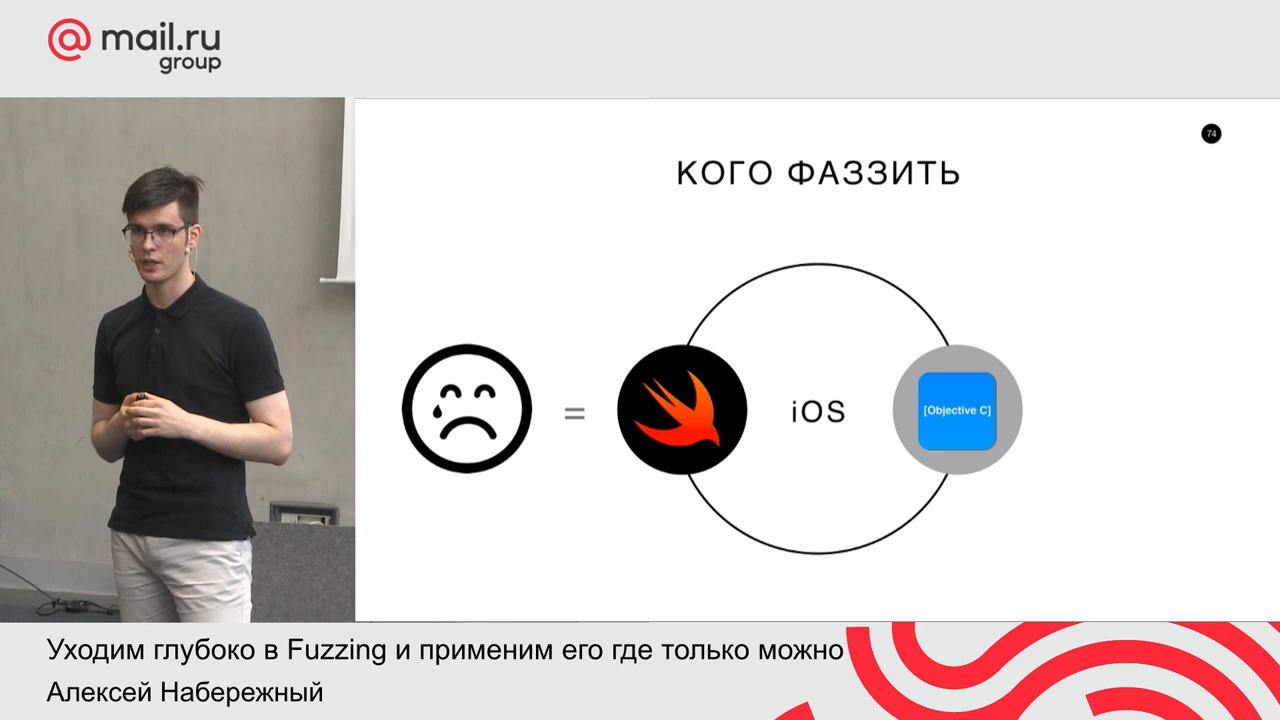 @ mail.ru
group
74
КОГО ФАЗЗИТЬ
=
iOS
[Objective C]
Уходим глубоко в Fuzzing и применим его где только можно
Алексей Набережный